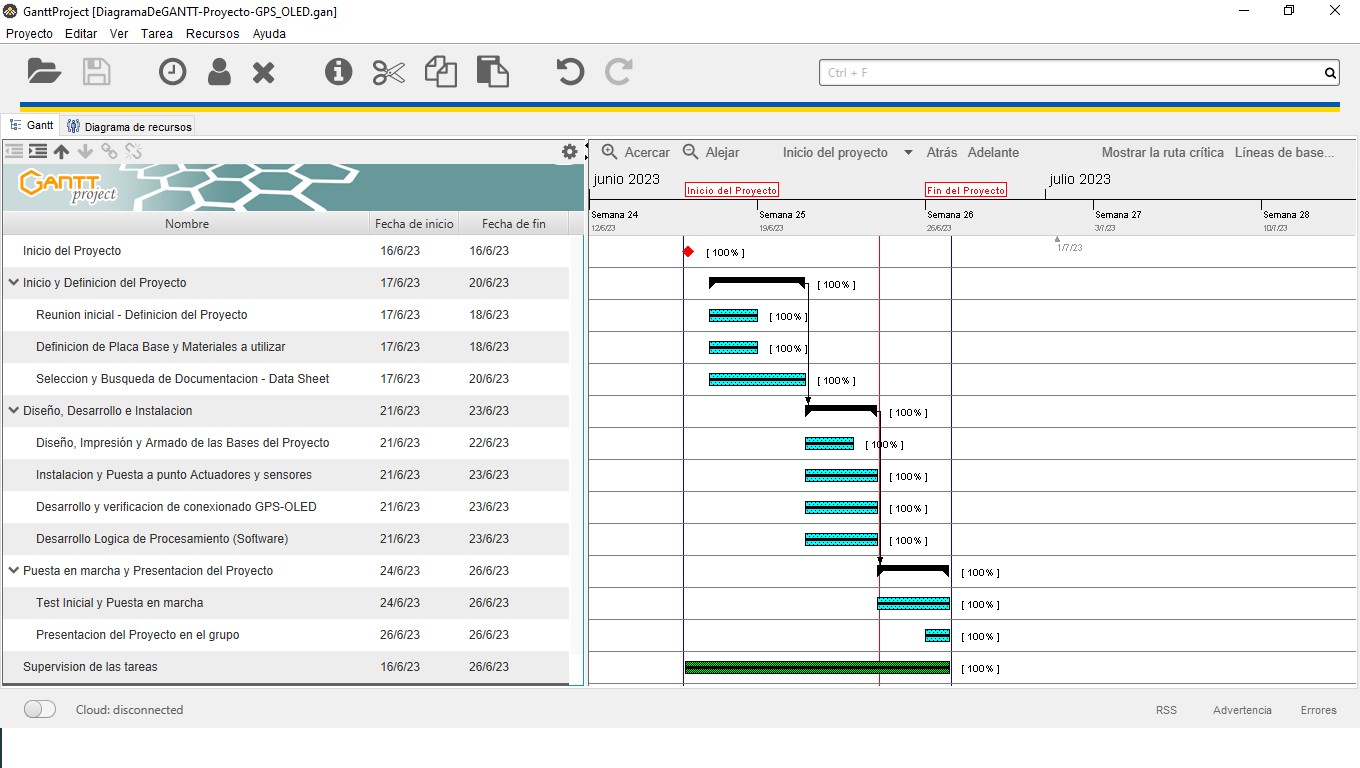 GanttProject [DiagramaDeGANTT-Proyecto-GPS_OLED.gan]
Proyecto Editar Ver Tarea Recursos Ayuda
Ctrl + F
Gantt Diagrama de recursos
Acercar Alejar Inicio del proyecto Atrás Adelante Mostrar la ruta crítica Líneas de base...
GANTT project
junio 2023 julio 2023
Inicio del Proyecto Fin del Proyecto
Nombre Fecha de inicio Fecha de fin
Semana 24 Semana 25 Semana 26 Semana 27 Semana 28
12/6/23 19/6/23 26/6/23 3/7/23 10/7/23
1/7/23
Inicio del Proyecto 16/6/23 16/6/23 [ 100% ]
Inicio y Definicion del Proyecto 17/6/23 20/6/23 [ 100% ]
Reunion inicial - Definicion del Proyecto 17/6/23 18/6/23 [ 100% ]
Definicion de Placa Base y Materiales a utilizar 17/6/23 18/6/23 [ 100% ]
Seleccion y Busqueda de Documentacion - Data Sheet 17/6/23 20/6/23 [ 100% ]
Diseño, Desarrollo e Instalacion 21/6/23 23/6/23 [ 100% ]
Diseño, Impresión y Armado de las Bases del Proyecto 21/6/23 22/6/23 [ 100% ]
Instalacion y Puesta a punto Actuadores y sensores 21/6/23 23/6/23 [ 100% ]
Desarrollo y verificacion de conexionado GPS-OLED 21/6/23 23/6/23 [ 100% ]
Desarrollo Logica de Procesamiento (Software) 21/6/23 23/6/23 [ 100% ]
Puesta en marcha y Presentacion del Proyecto 24/6/23 26/6/23 [ 100% ]
Test Inicial y Puesta en marcha 24/6/23 26/6/23 [ 100% ]
Presentacion del Proyecto en el grupo 26/6/23 26/6/23 [ 100% ]
Supervision de las tareas 16/6/23 26/6/23 [ 100% ]
Cloud: disconnected RSS Advertencia Errores